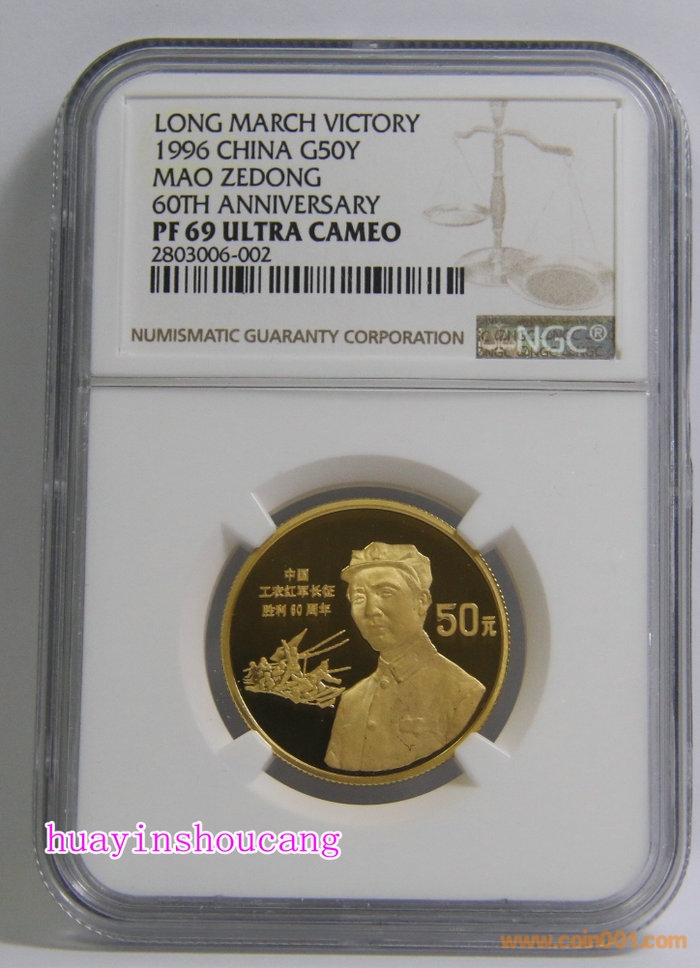 LONG MARCH VICTORY
1996 CHINA G50Y
MAO ZEDONG
60TH ANNIVERSARY
PF 69 ULTRA CAMEO
2803006-002
NUMISMATIC GUARANTY CORPORATION
NGC®
中国
工农红军长征
胜利60周年
50元
huayinshoucang
www.coin001.com